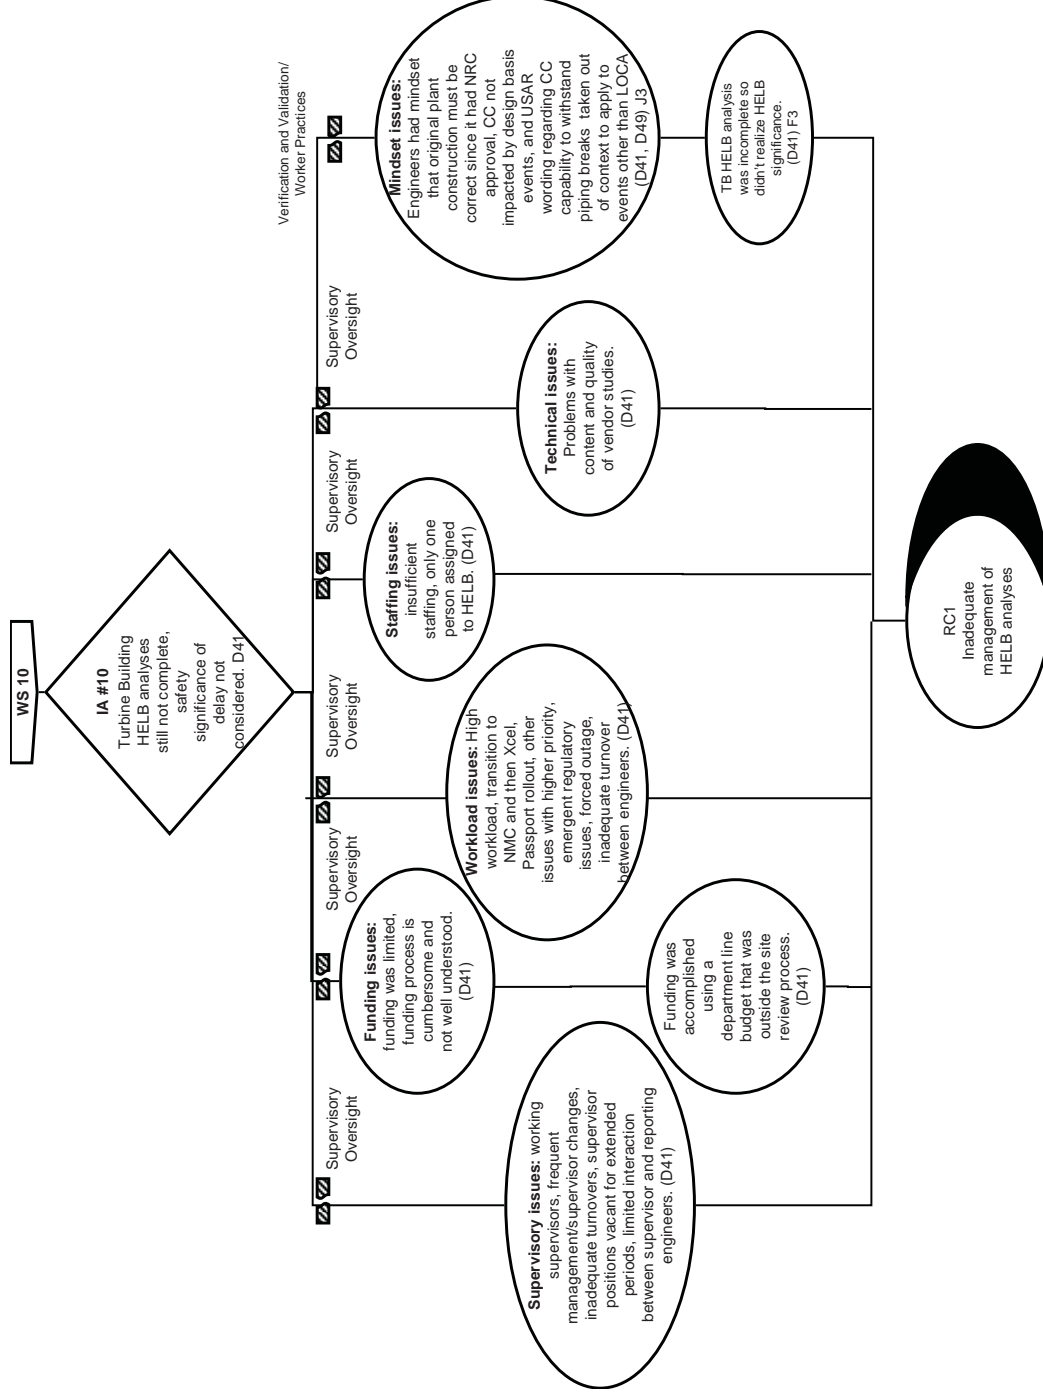 WS 10
IA #10
Turbine Building
HELB analyses
still not complete,
safety
significance of
delay not
considered. D41
Supervisory
Oversight
Supervisory
Oversight
Supervisory
Oversight
Supervisory
Oversight
Supervisory
Oversight
Verification and Validation/
Worker Practices
Supervisory issues: working
supervisors, frequent
management/supervisor changes,
inadequate turnovers, supervisor
positions vacant for extended
periods, limited interaction
between supervisor and reporting
engineers. (D41)
Funding issues:
funding was limited,
funding process is
cumbersome and
not well understood.
(D41)
Funding was
accomplished
using a
department line
budget that was
outside the site
review process.
(D41)
Workload issues: High
workload, transition to
NMC and then Xcel,
Passport rollout, other
issues with higher priority,
emergent regulatory
issues, forced outage,
inadequate turnover
between engineers. (D41)
Staffing issues:
insufficient
staffing, only one
person assigned
to HELB. (D41)
Technical issues:
Problems with
content and quality
of vendor studies.
(D41)
Mindset issues:
Engineers had mindset
that original plant
construction must be
correct since it had NRC
approval, CC not
impacted by design basis
events, and USAR
wording regarding CC
capability to withstand
piping breaks taken out
of context to apply to
events other than LOCA
(D41, D49) J3
TB HELB analysis
was incomplete so
didn't realize HELB
significance.
(D41) F3
RC1
Inadequate
management of
HELB analyses